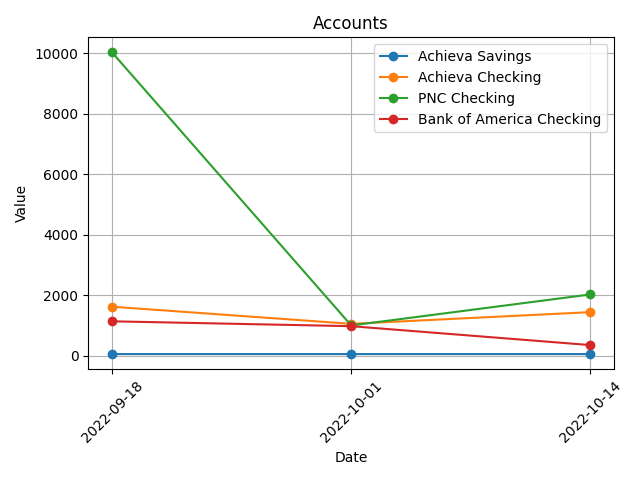 Accounts
Achieva Savings
Achieva Checking
PNC Checking
Bank of America Checking
Value
10000
8000
6000
4000
2000
0
2022-09-18
2022-10-01
2022-10-14
Date